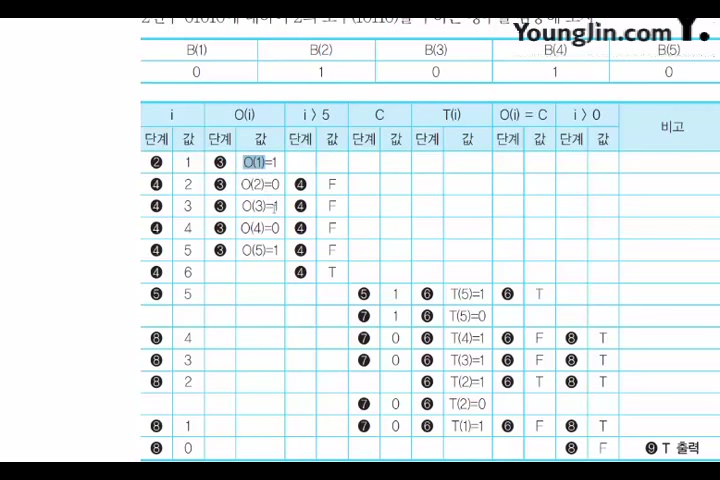 YoungJin.com Y.
B(1) B(2) B(3) B(4) B(5)
0 1 0 1 0
i O(i) i > 5 C T(i) O(i) = C i > 0 비고
단계 값 단계 값 단계 값 단계 값 단계 값 단계 값 단계 값
❷ 1 ❸ O(1)=1
❹ 2 ❸ O(2)=0 ❹ F
❹ 3 ❸ O(3)=1 ❹ F
❹ 4 ❸ O(4)=0 ❹ F
❹ 5 ❸ O(5)=1 ❹ F
❹ 6 ❹ T
❺ 5 ❺ 1 ❻ T(5)=1 ❻ T
❼ 1 ❻ T(5)=0
❽ 4 ❼ 0 ❻ T(4)=1 ❻ F ❽ T
❽ 3 ❼ 0 ❻ T(3)=1 ❻ F ❽ T
❽ 2 ❻ T(2)=1 ❻ T ❽ T
❼ 0 ❻ T(2)=0
❽ 1 ❼ 0 ❻ T(1)=1 ❻ F ❽ T
❽ 0 ❽ F ❾ T 출력